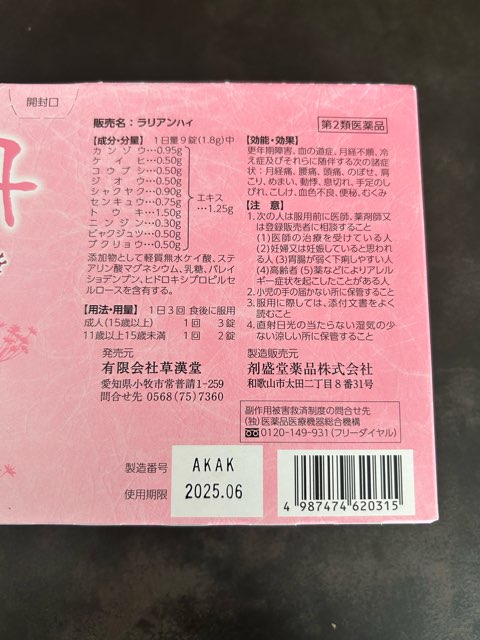 開封口
販売名：ラリアンハィ
第2類医薬品
【成分・分量】 1日量9錠(1.8g)中
カンゾウ…0.95g
ケイヒ…0.50g
コウブシ…0.50g
ジオウ…0.50g
シャクヤク…0.90g
センキュウ…0.75g
トウキ…1.50g
ニンジン…0.30g
ビャクジュツ…0.50g
ブクリョウ…0.50g
エキス
…1.25g
添加物として軽質無水ケイ酸、ステ
アリン酸マグネシウム、乳糖、バレイ
ショデンプン、ヒドロキシプロピルセ
ルロースを含有する。
【用法・用量】 1日3回 食後に服用
成人(15歳以上) 1回 3錠
11歳以上15歳未満 1回 2錠
発売元
有限会社草漢堂
愛知県小牧市常普請1-259
問合せ先 0568(75)7360
【効能・効果】
更年期障害、血の道症、月経不順、冷
え症及びそれらに随伴する次の諸症
状：月経痛、腰痛、頭痛、のぼせ、肩
こり、めまい、動悸、息切れ、手足のし
びれ、こしけ、血色不良、便秘、むくみ
【注 意】
1.次の人は服用前に医師、薬剤師又
は登録販売者に相談すること
(1)医師の治療を受けている人
(2)妊婦又は妊娠していると思われ
る人(3)胃腸が弱く下痢しやすい人
(4)高齢者(5)薬などによりアレル
ギー症状を起こしたことがある人
2.小児の手の届かない所に保管すること
3.服用に際しては、添付文書をよく
読むこと
4.直射日光の当たらない湿気の少
ない涼しい所に保管すること
製造販売元
剤盛堂薬品株式会社
和歌山市太田二丁目8番31号
副作用被害救済制度の問合せ先
(独)医薬品医療機器総合機構
0120-149-931(フリーダイヤル)
製造番号 AKAK
使用期限 2025.06
4 987474 620315